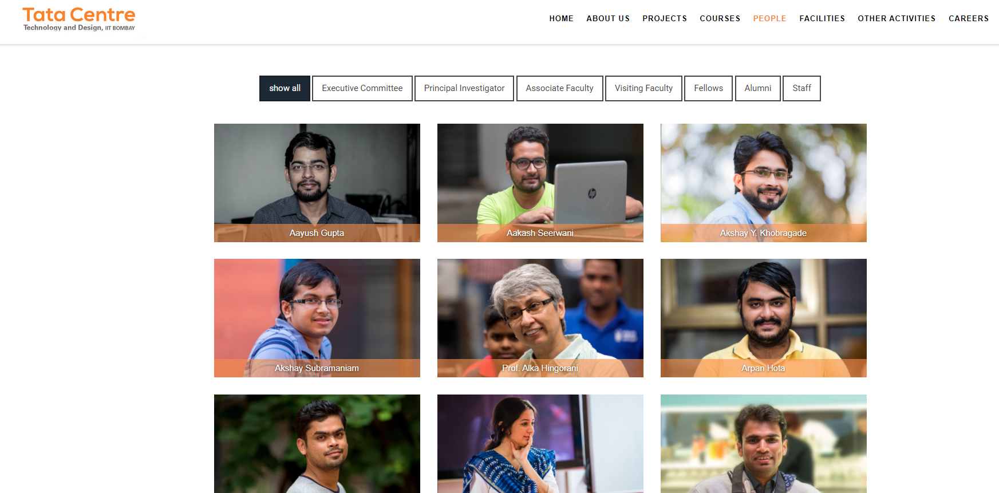 Tata Centre
Technology and Design, IIT BOMBAY
HOME ABOUT US PROJECTS COURSES PEOPLE FACILITIES OTHER ACTIVITIES CAREERS
show all Executive Committee Principal Investigator Associate Faculty Visiting Faculty Fellows Alumni Staff
hp
Aayush Gupta Aakash Seerwani Akshay Y. Khobragade
Akshay Subramaniam Prof. Alka Hingorani Arpan Hota